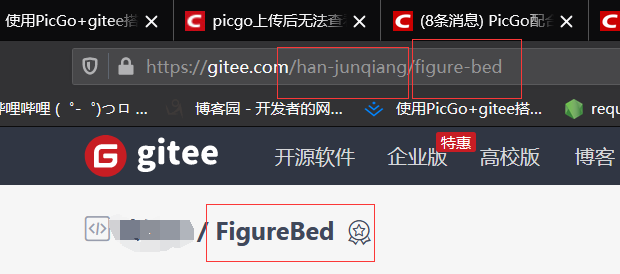 使用PicGo+gitee搭 picgo上传后无法查 (8条消息) PicGo配合
https://gitee.com/han-junqiang/figure-bed
哔哩哔哩 (゜-゜)つロ ... 博客园 - 开发者的网... 使用PicGo+gitee搭... requ
gitee 开源软件 企业版 特惠 高校版 博客
/ FigureBed